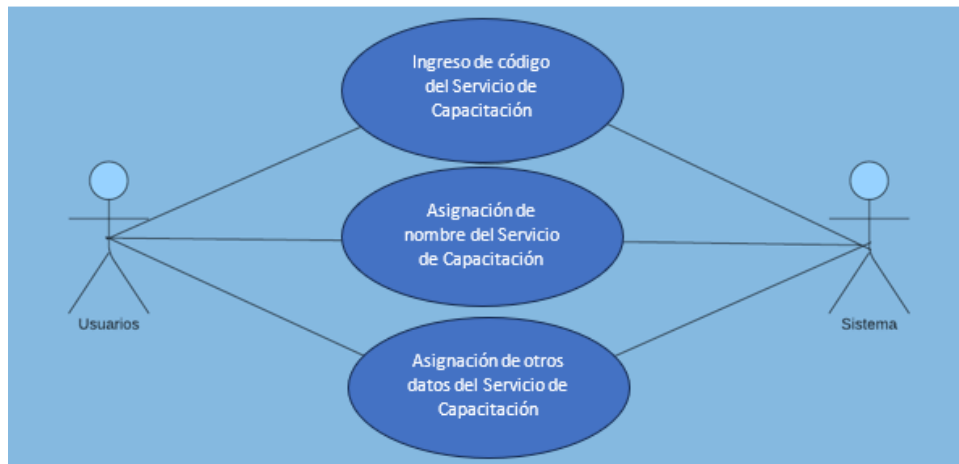 Ingreso de código
del Servicio de
Capacitación
Asignación de
nombre del Servicio
de Capacitación
Usuarios
Sistema
Asignación de otros
datos del Servicio de
Capacitación